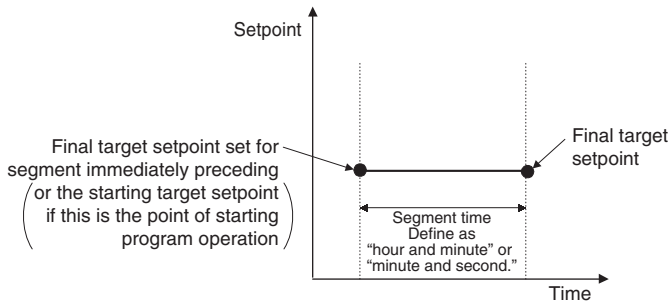 Setpoint
Final target setpoint set for
segment immediately preceding
(or the starting target setpoint
if this is the point of starting
program operation)
Final target
setpoint
Segment time
Define as
“hour and minute” or
“minute and second.”
Time